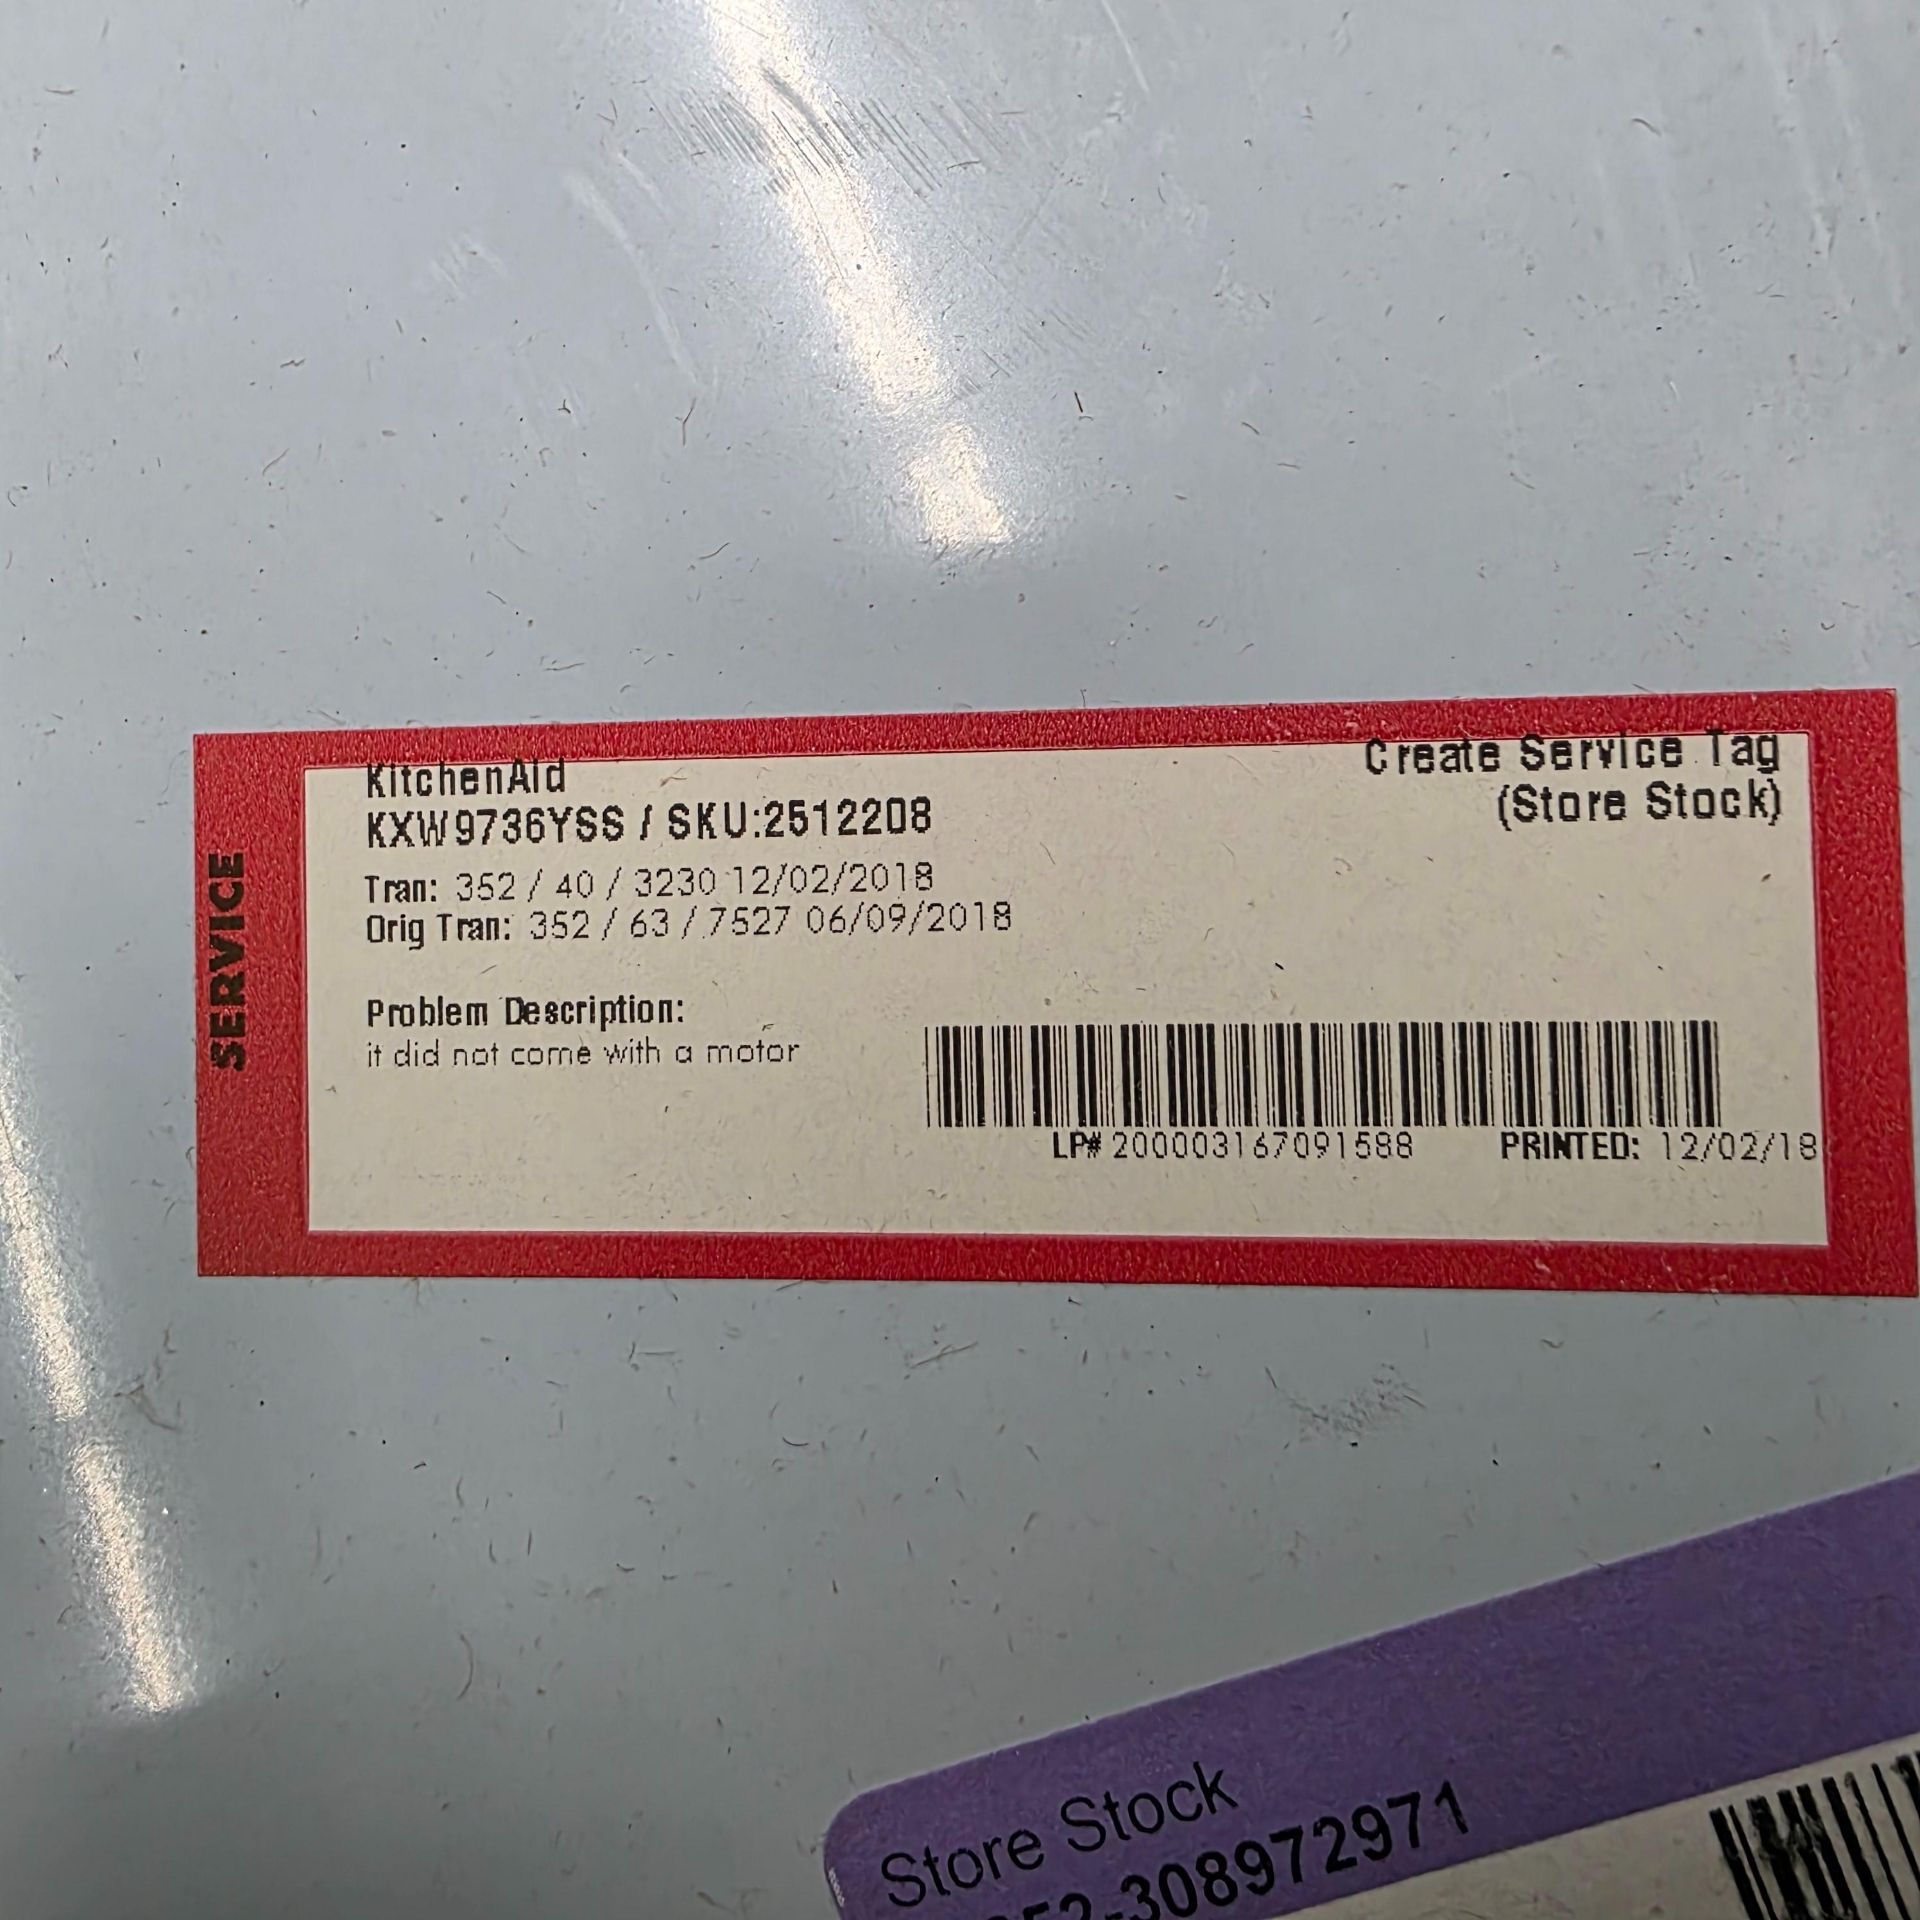 SERVICE
KitchenAid
KXW9736YSS / SKU:2512208
Create Service Tag
(Store Stock)
Tran: 352 / 40 / 3230 12/02/2018
Orig Tran: 352 / 63 / 7527 06/09/2018
Problem Description:
it did not come with a motor
LP# 200003167091588 PRINTED: 12/02/18
Store Stock
52-308972971